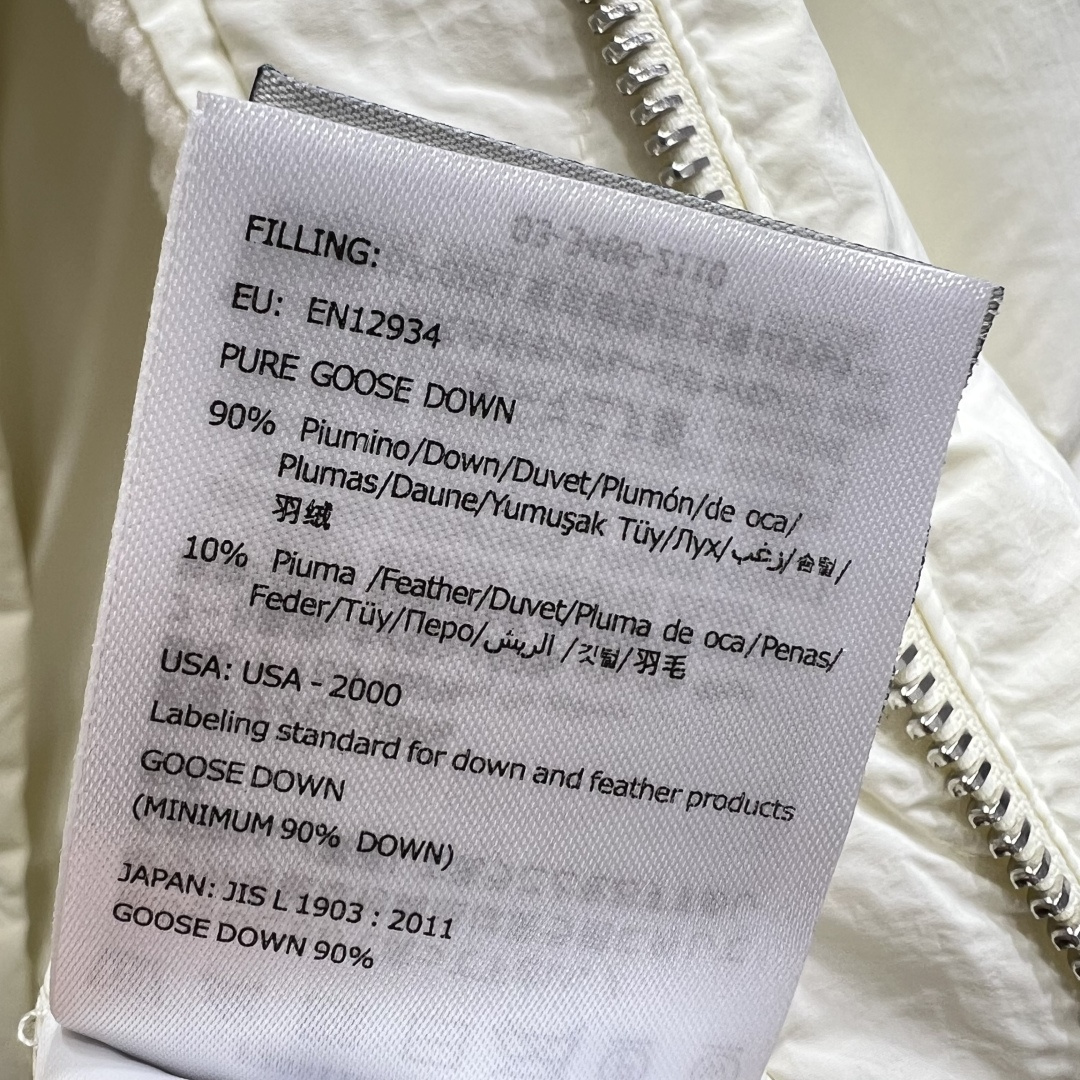 FILLING:
EU: EN12934
PURE GOOSE DOWN
90% Piumino/Down/Duvet/Plumón/de oca/
Plumas/Daune/Yumuşak Tüy/Лух/زغب/솜털/
羽绒
10% Piuma /Feather/Duvet/Pluma de oca/Penas/
Feder/Tüy/Перо/الريش /깃털/羽毛
USA: USA - 2000
Labeling standard for down and feather products
GOOSE DOWN
(MINIMUM 90% DOWN)
JAPAN: JIS L 1903 : 2011
GOOSE DOWN 90%